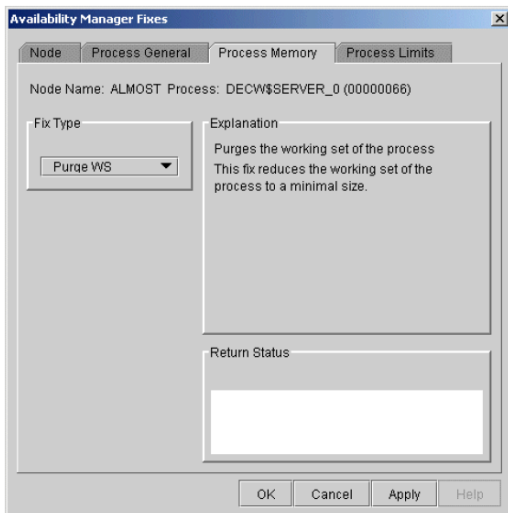 Availability Manager Fixes
Node Process General Process Memory Process Limits
Node Name: ALMOST Process: DECW$SERVER_0 (00000066)
Fix Type
Purge WS
Explanation
Purges the working set of the process
This fix reduces the working set of the
process to a minimal size.
Return Status
OK Cancel Apply Help